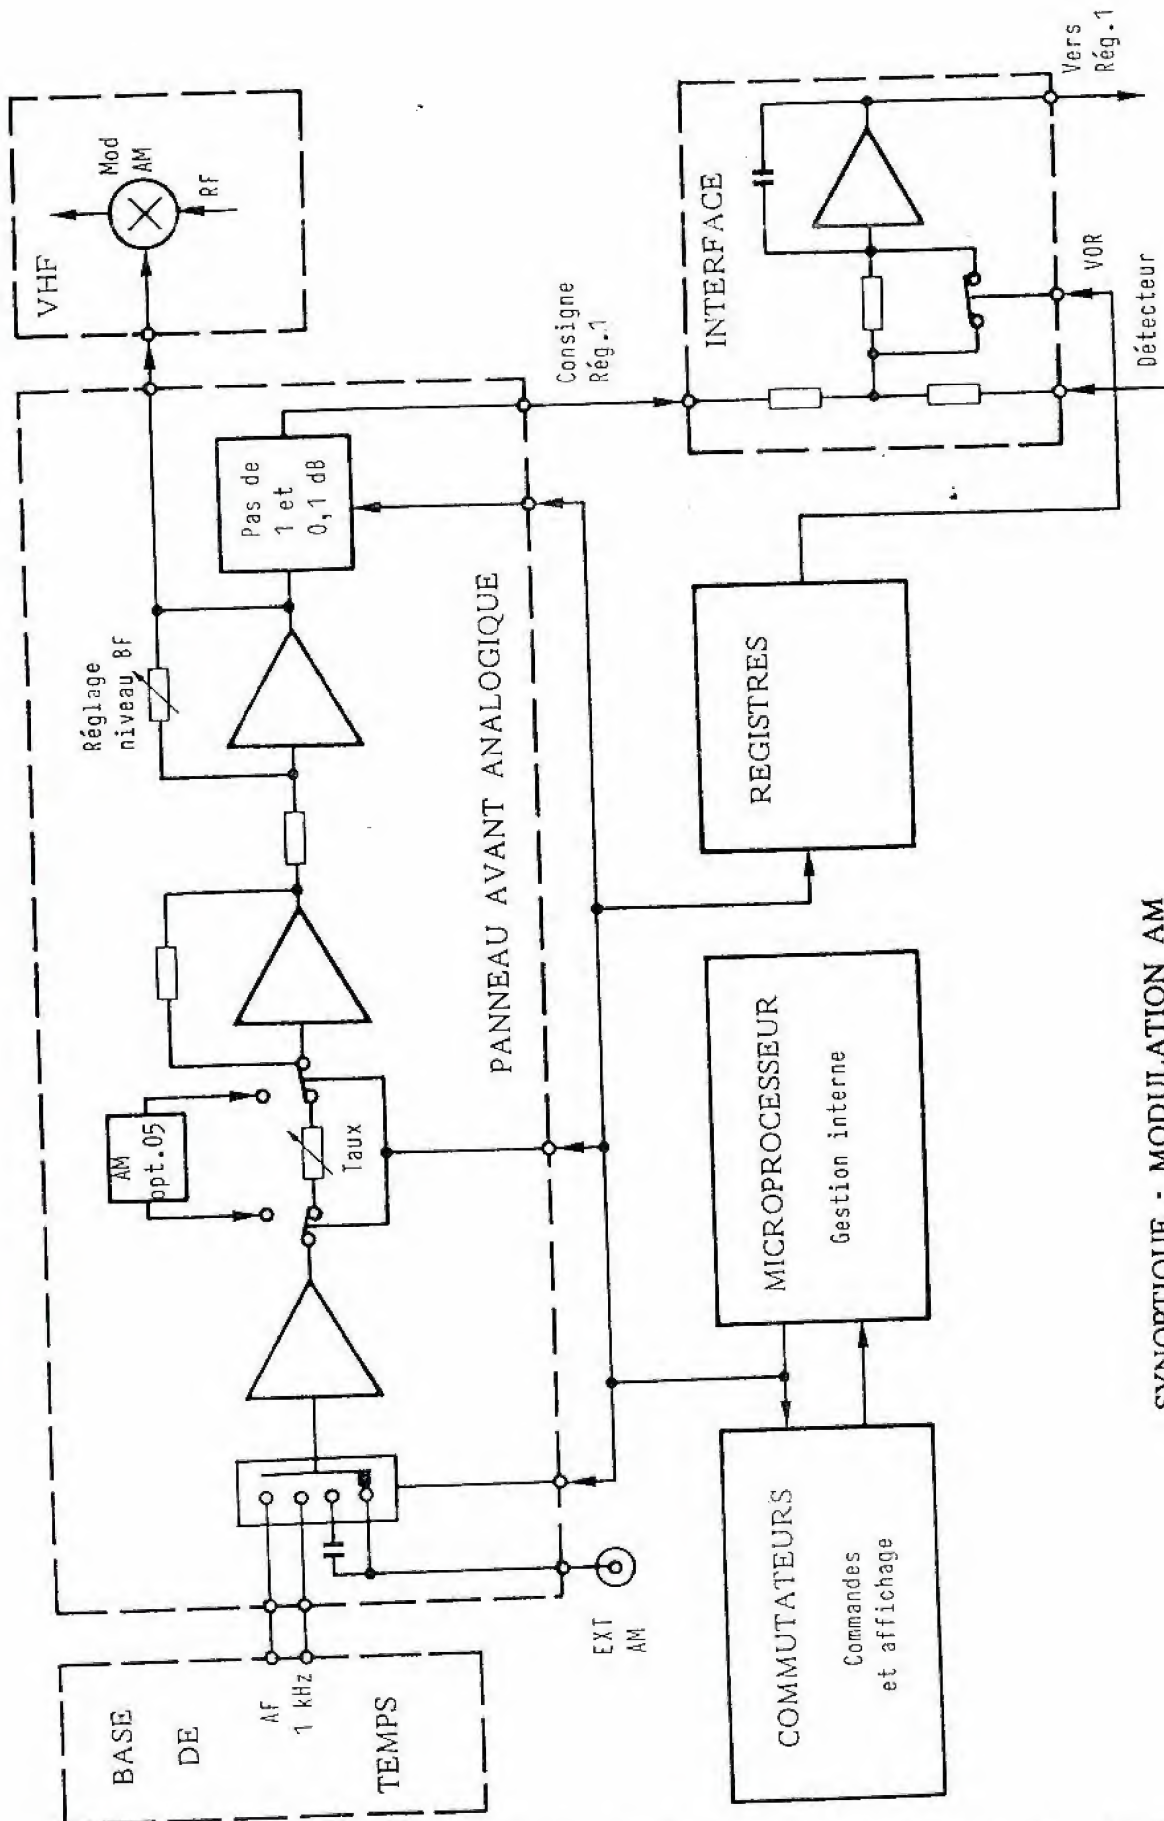 BASE
DE
TEMPS
AF
1 kHz
EXT
AM
AM
opt.05
Taux
Réglage
niveau BF
Pas de
1 et
0,1 dB
PANNEAU AVANT ANALOGIQUE
VHF
Mod
AM
RF
Consigne
Rég.1
INTERFACE
Vers
Rég.1
VOR
Détecteur
COMMUTATEURS
Commandes
et affichage
MICROPROCESSEUR
Gestion interne
REGISTRES
SYNOPTIQUE - MODULATION AM